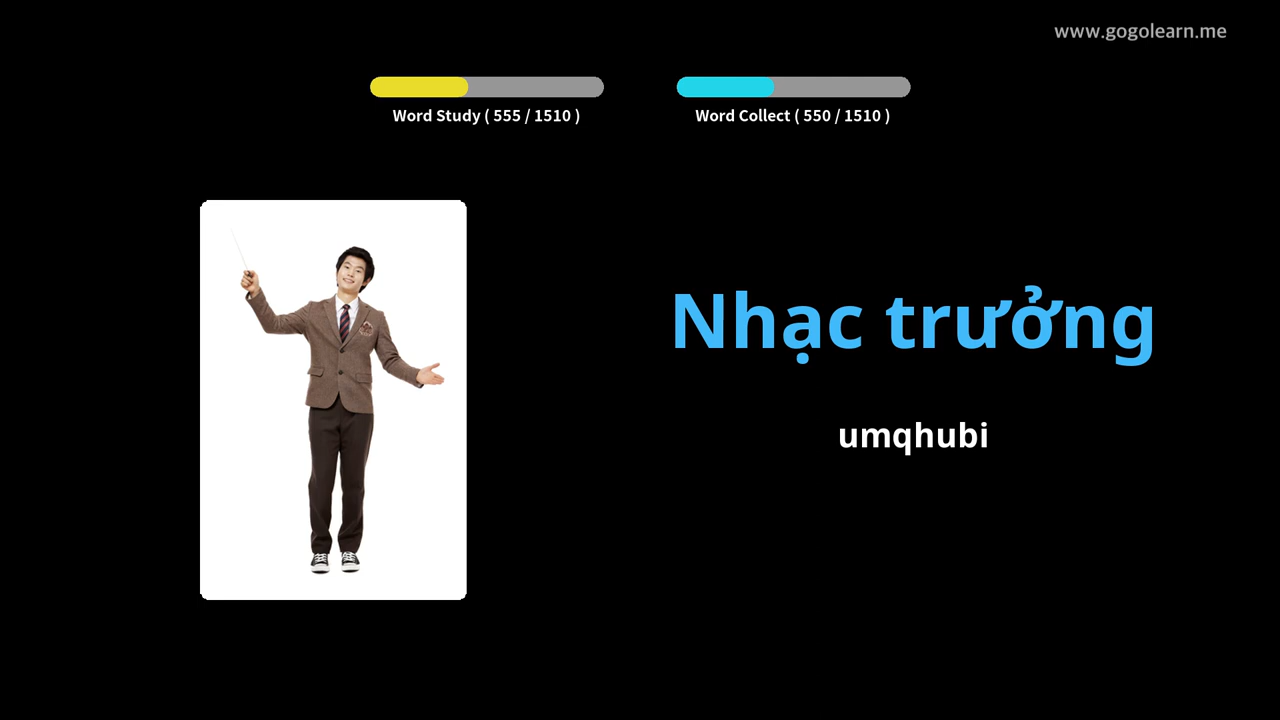 www.gogolearn.me
Word Study ( 555 / 1510 )
Word Collect ( 550 / 1510 )
Nhạc trưởng
umqhubi